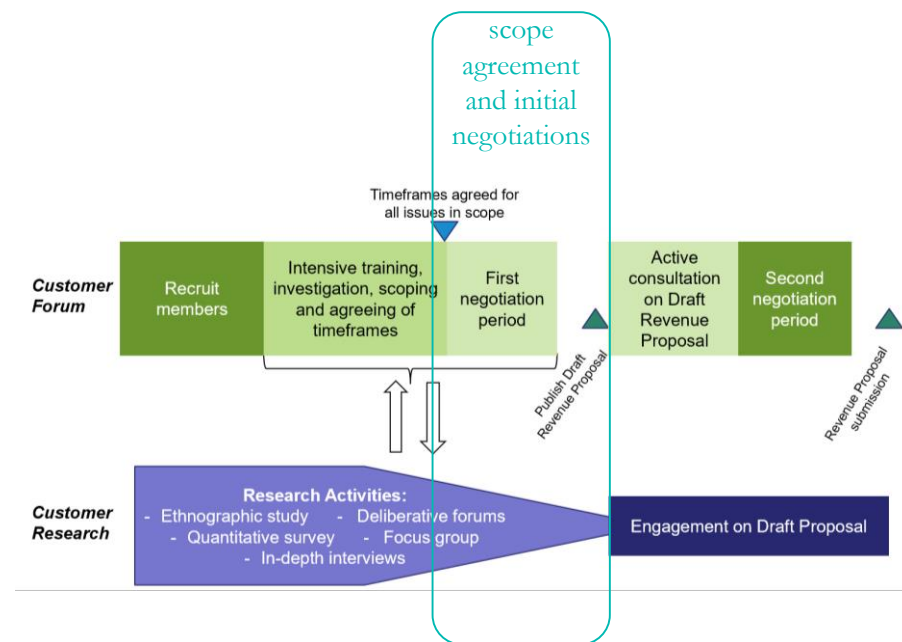 scope
agreement
and initial
negotiations
Timeframes agreed for
all issues in scope
Customer
Forum
Recruit
members
Intensive training,
investigation, scoping
and agreeing of
timeframes
First
negotiation
period
Publish Draft
Revenue Proposal
Active
consultation
on Draft
Revenue
Proposal
Second
negotiation
period
Revenue Proposal
submission
Customer
Research
Research Activities:
- Ethnographic study - Deliberative forums
- Quantitative survey - Focus group
- In-depth interviews
Engagement on Draft Proposal